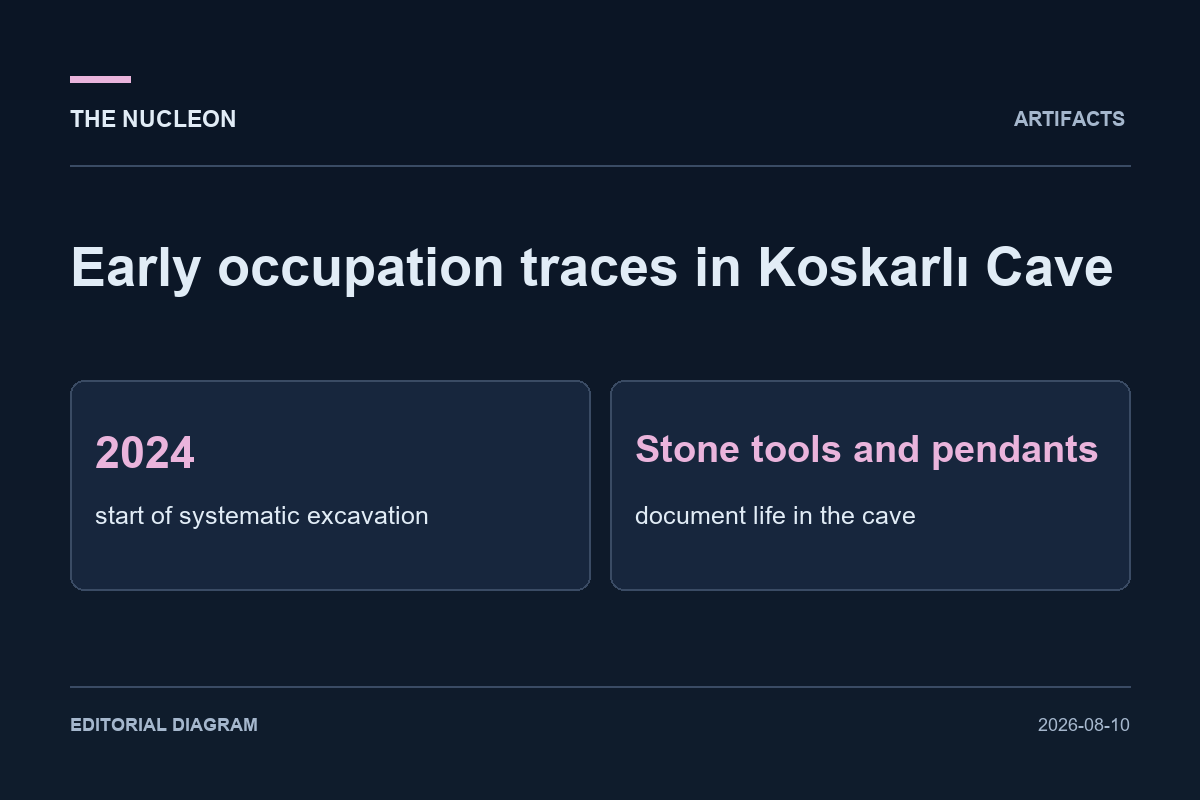 THE NUCLEON
ARTIFACTS
Early occupation traces in Koskarlı Cave
2024
start of systematic excavation
Stone tools and pendants
document life in the cave
EDITORIAL DIAGRAM
2026-08-10